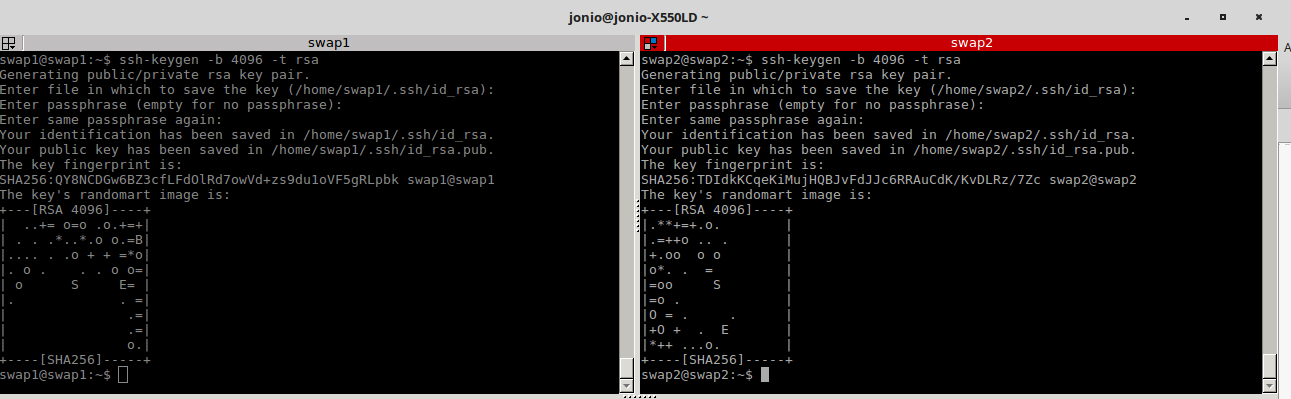 jonio@jonio-X550LD ~
swap1
swap1@swap1:~$ ssh-keygen -b 4096 -t rsa
Generating public/private rsa key pair.
Enter file in which to save the key (/home/swap1/.ssh/id_rsa):
Enter passphrase (empty for no passphrase):
Enter same passphrase again:
Your identification has been saved in /home/swap1/.ssh/id_rsa.
Your public key has been saved in /home/swap1/.ssh/id_rsa.pub.
The key fingerprint is:
SHA256:QY8NCDGw6BZ3cfLFdOlRd7owVd+zs9du1oVF5gRLpbk swap1@swap1
The key's randomart image is:
+---[RSA 4096]----+
|  ..+= o=o .o.+=+|
| . . .*..*.o o.=B|
|.... . .o + + =*o|
|. o .    . . o o=|
| o      S     E= |
|.             . =|
|               .=|
|               .=|
|               o.|
+----[SHA256]-----+
swap1@swap1:~$
swap2
swap2@swap2:~$ ssh-keygen -b 4096 -t rsa
Generating public/private rsa key pair.
Enter file in which to save the key (/home/swap2/.ssh/id_rsa):
Enter passphrase (empty for no passphrase):
Enter same passphrase again:
Your identification has been saved in /home/swap2/.ssh/id_rsa.
Your public key has been saved in /home/swap2/.ssh/id_rsa.pub.
The key fingerprint is:
SHA256:TDIdkKCqeKiMujHQBJvFdJJc6RRAuCdK/KvDLRz/7Zc swap2@swap2
The key's randomart image is:
+---[RSA 4096]----+
|.**+=+.o.        |
|.=++o .. .       |
|+.oo  o o        |
|o*. .  =         |
|=oo     S        |
|=o .             |
|O = .     .      |
|+O +  .  E       |
|*++ ...o.        |
+----[SHA256]-----+
swap2@swap2:~$
A